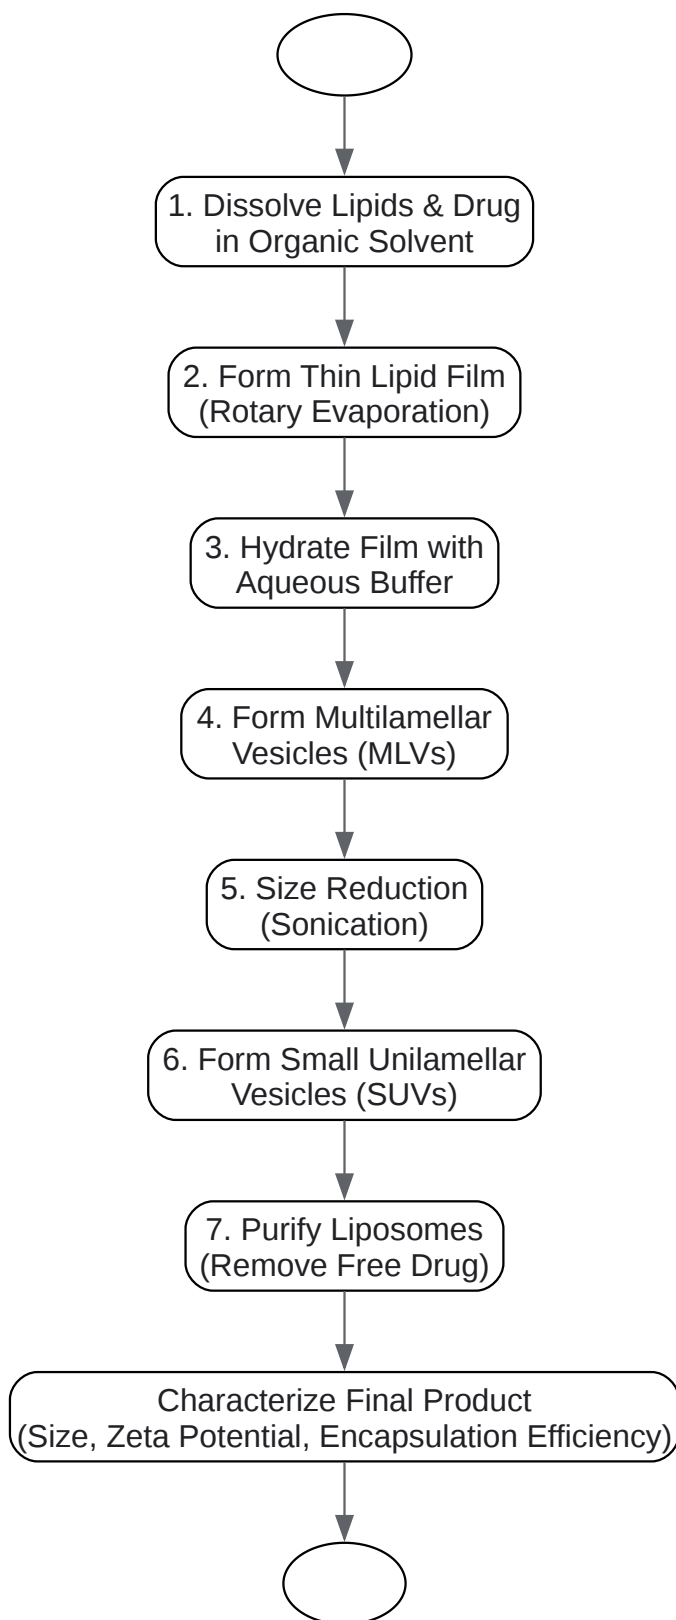 1. Dissolve Lipids & Drug
in Organic Solvent
2. Form Thin Lipid Film
(Rotary Evaporation)
3. Hydrate Film with
Aqueous Buffer
4. Form Multilamellar
Vesicles (MLVs)
5. Size Reduction
(Sonication)
6. Form Small Unilamellar
Vesicles (SUVs)
7. Purify Liposomes
(Remove Free Drug)
Characterize Final Product
(Size, Zeta Potential, Encapsulation Efficiency)